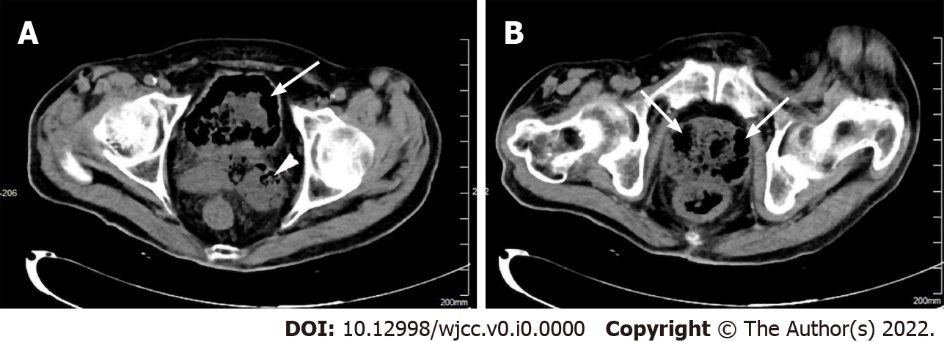 A
B
-206
200mm
200mm
DOI: 10.12998/wjcc.v0.i0.0000 Copyright © The Author(s) 2022.